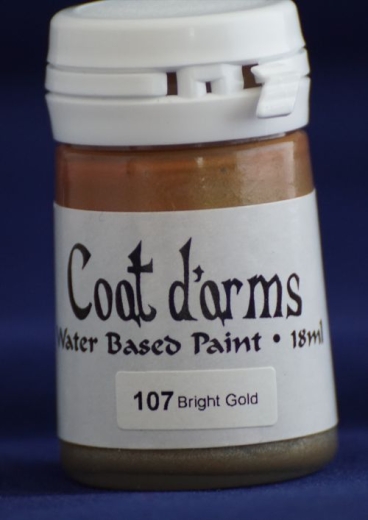 Coat d'arms
Water Based Paint • 18ml
107 Bright Gold